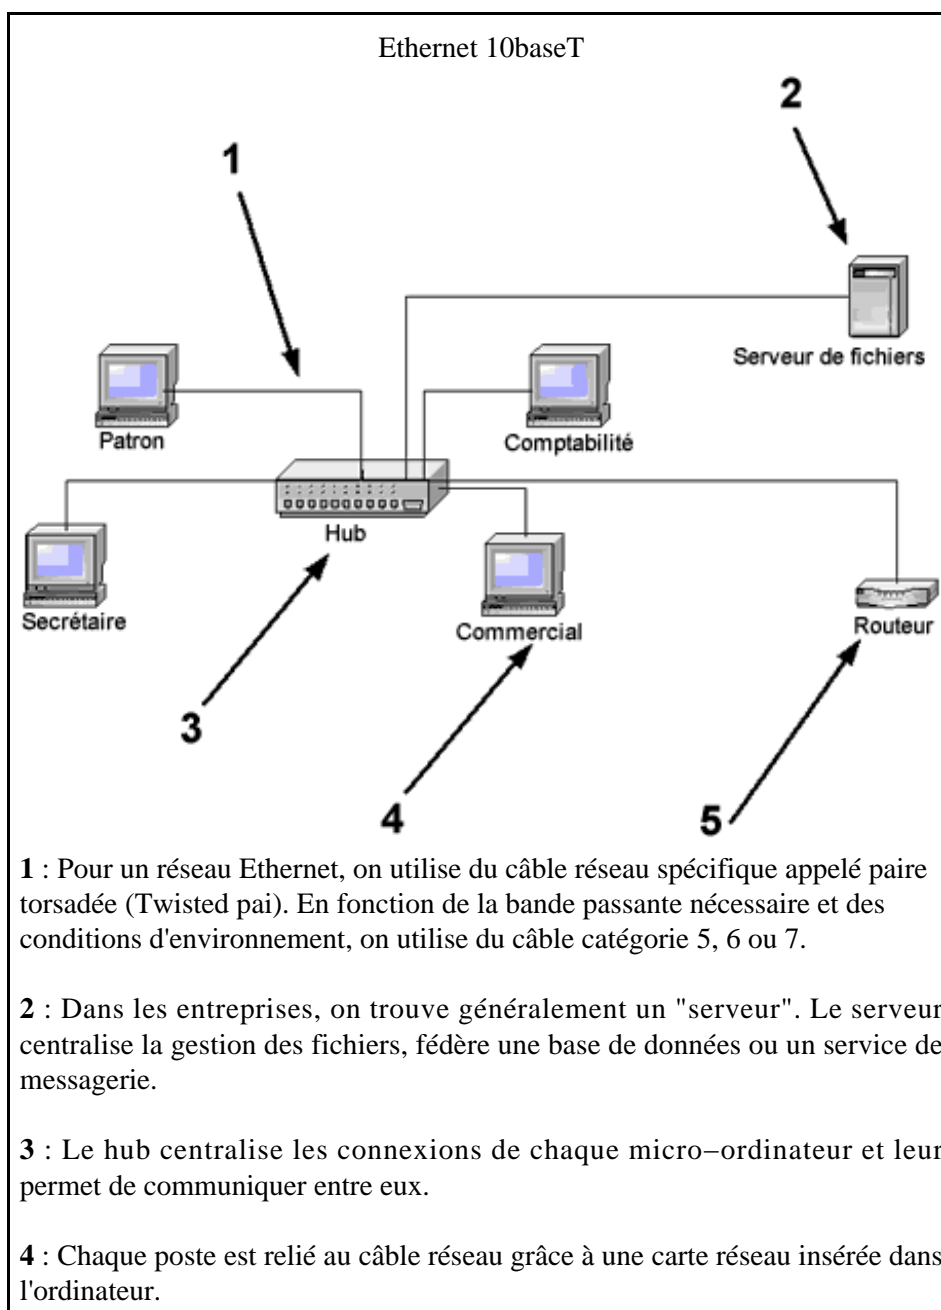 Ethernet 10baseT
2
1
Serveur de fichiers
Patron
Comptabilité
Hub
Secrétaire
Commercial
Routeur
3
4
5
1 : Pour un réseau Ethernet, on utilise du câble réseau spécifique appelé paire
torsadée (Twisted pai). En fonction de la bande passante nécessaire et des
conditions d'environnement, on utilise du câble catégorie 5, 6 ou 7.
2 : Dans les entreprises, on trouve généralement un "serveur". Le serveur
centralise la gestion des fichiers, fédère une base de données ou un service de
messagerie.
3 : Le hub centralise les connexions de chaque micro−ordinateur et leur
permet de communiquer entre eux.
4 : Chaque poste est relié au câble réseau grâce à une carte réseau insérée dans
l'ordinateur.